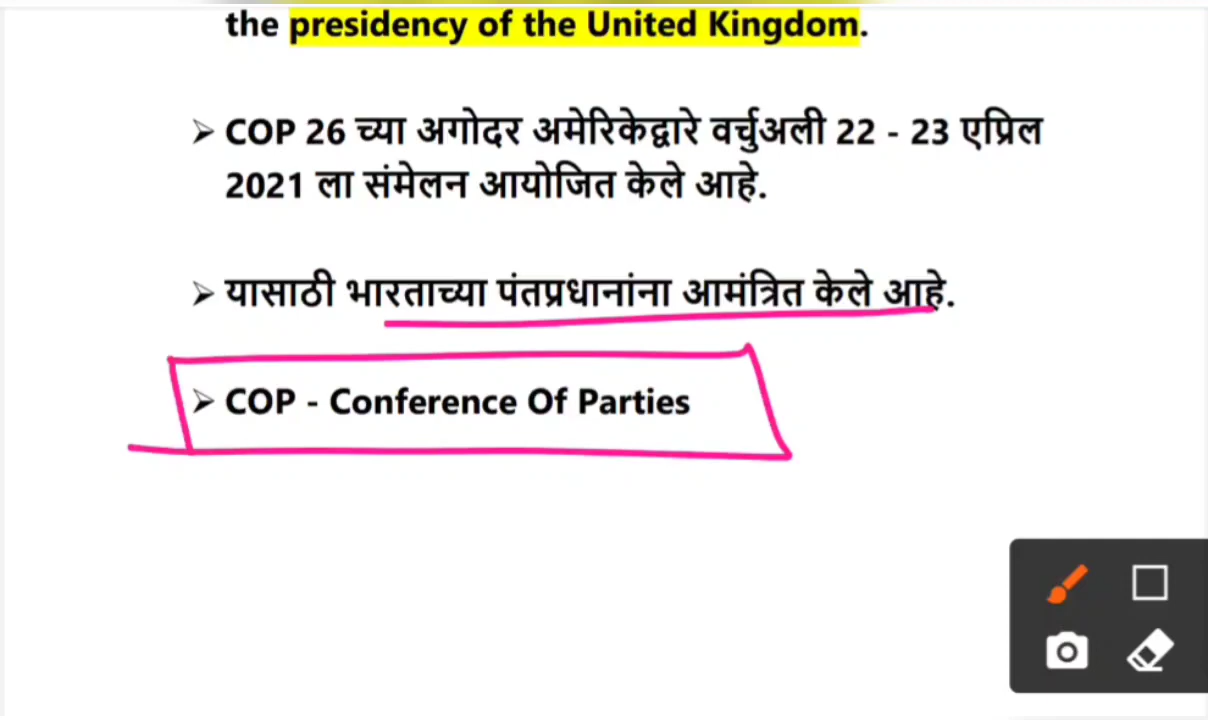 the presidency of the United Kingdom.
➢ COP 26 च्या अगोदर अमेरिकेद्वारे वर्चुअली 22 - 23 एप्रिल
2021 ला संमेलन आयोजित केले आहे.
➢ यासाठी भारताच्या पंतप्रधानांना आमंत्रित केले आहे.
➢ COP - Conference Of Parties